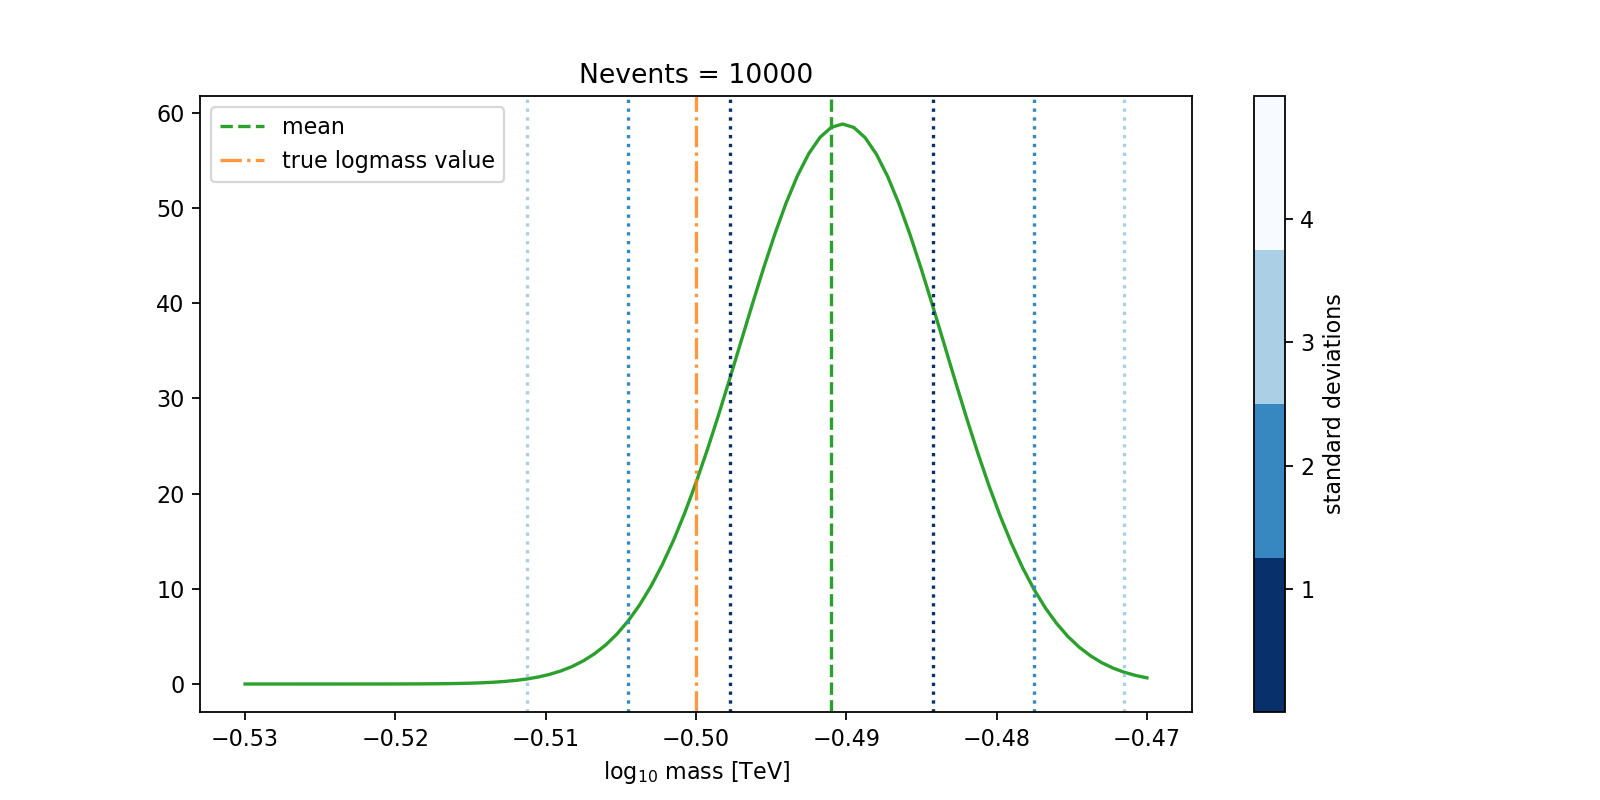 Nevents = 10000
mean
true logmass value
60
50
40
30
20
10
0
−0.53 −0.52 −0.51 −0.50 −0.49 −0.48 −0.47
log₁₀ mass [TeV]
4
3
2
1
standard deviations